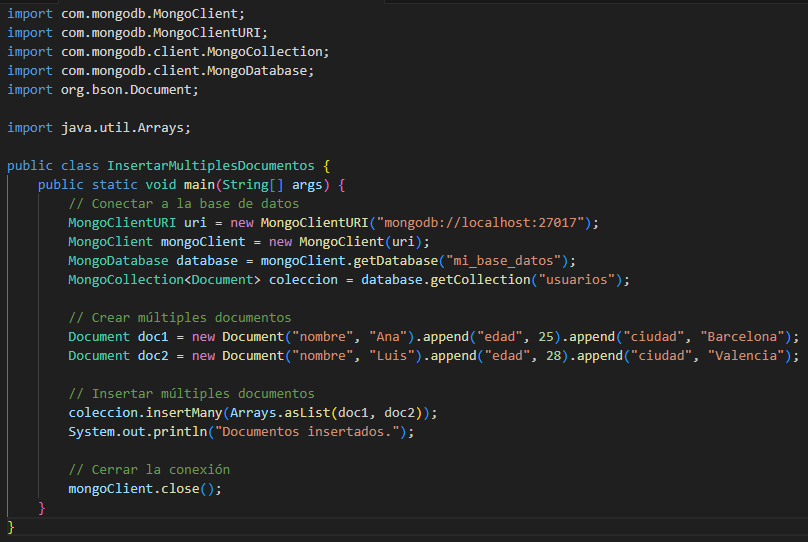 import com.mongodb.MongoClient;
import com.mongodb.MongoClientURI;
import com.mongodb.client.MongoCollection;
import com.mongodb.client.MongoDatabase;
import org.bson.Document;

import java.util.Arrays;

public class InsertarMultiplesDocumentos {
    public static void main(String[] args) {
        // Conectar a la base de datos
        MongoClientURI uri = new MongoClientURI("mongodb://localhost:27017");
        MongoClient mongoClient = new MongoClient(uri);
        MongoDatabase database = mongoClient.getDatabase("mi_base_datos");
        MongoCollection<Document> coleccion = database.getCollection("usuarios");

        // Crear múltiples documentos
        Document doc1 = new Document("nombre", "Ana").append("edad", 25).append("ciudad", "Barcelona");
        Document doc2 = new Document("nombre", "Luis").append("edad", 28).append("ciudad", "Valencia");

        // Insertar múltiples documentos
        coleccion.insertMany(Arrays.asList(doc1, doc2));
        System.out.println("Documentos insertados.");

        // Cerrar la conexión
        mongoClient.close();
    }
}